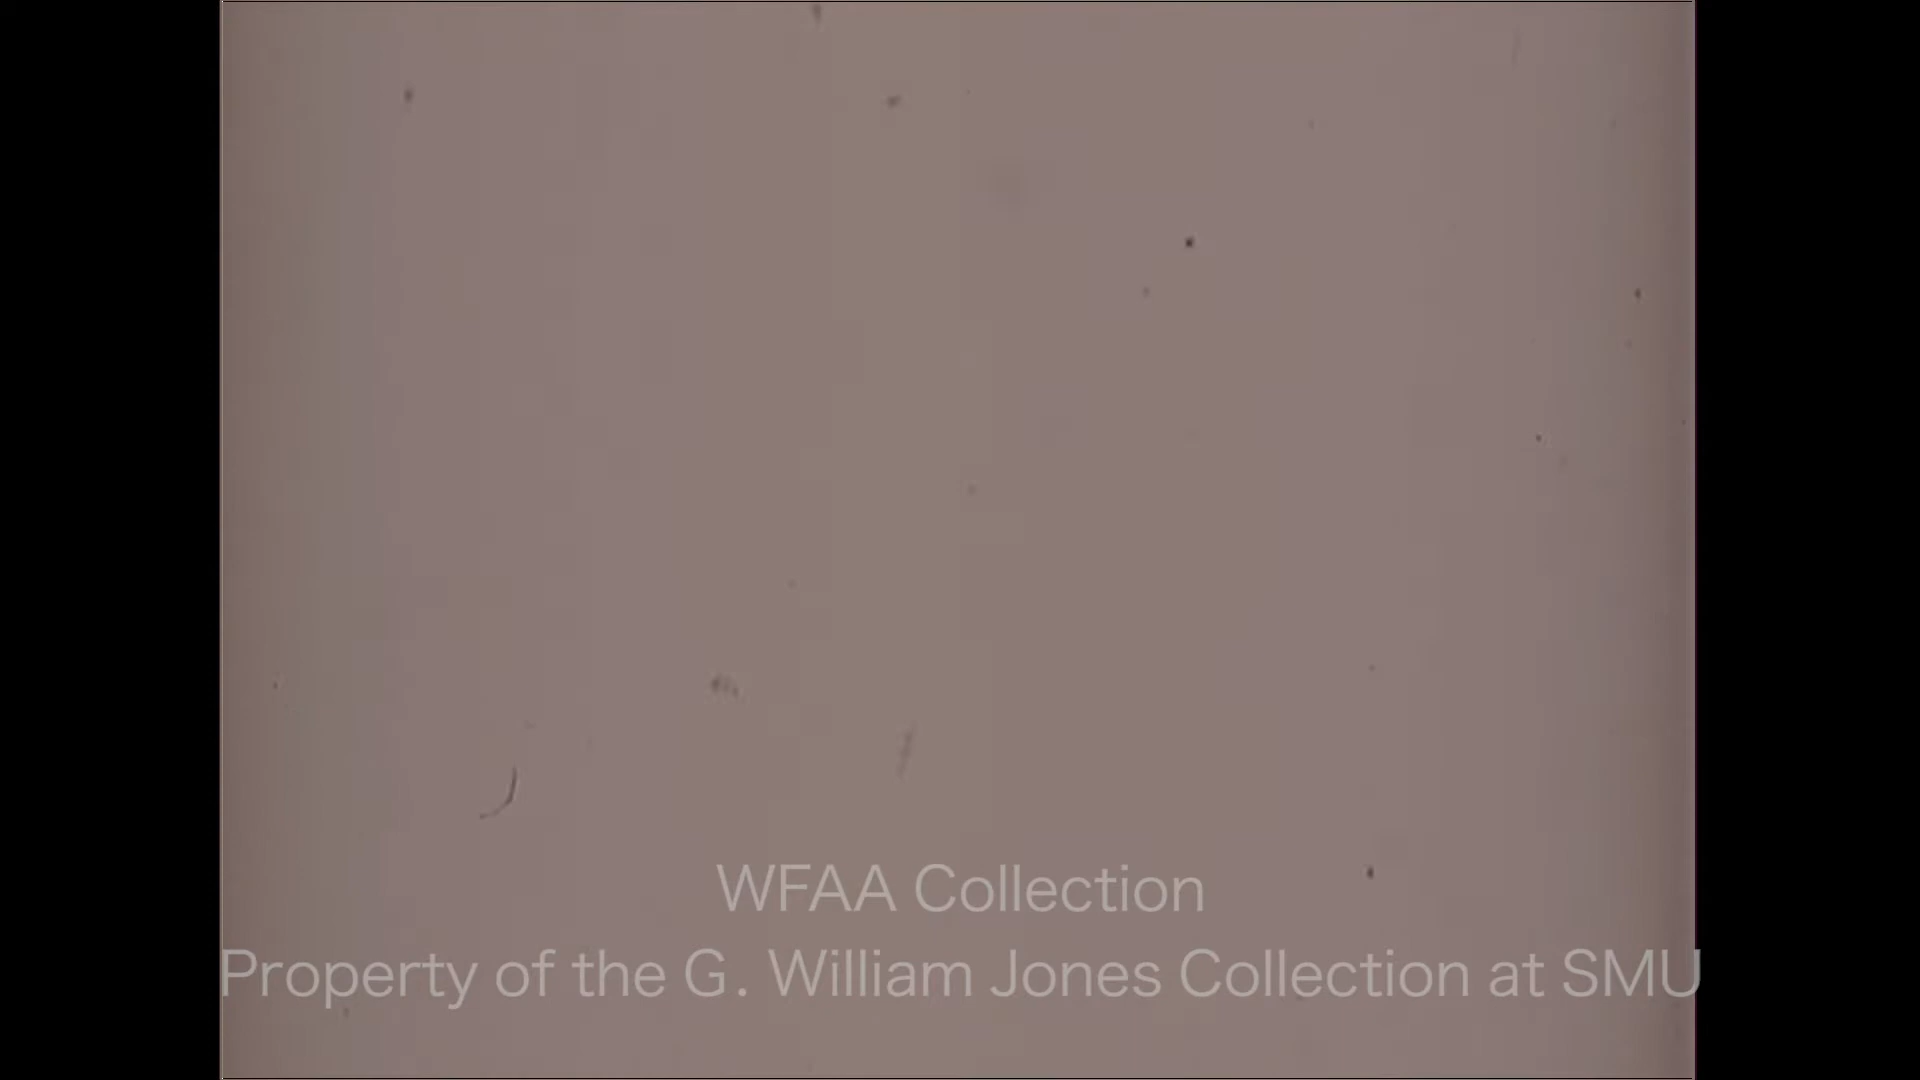 WFAA Collection
Property of the G. William Jones Collection at SMU